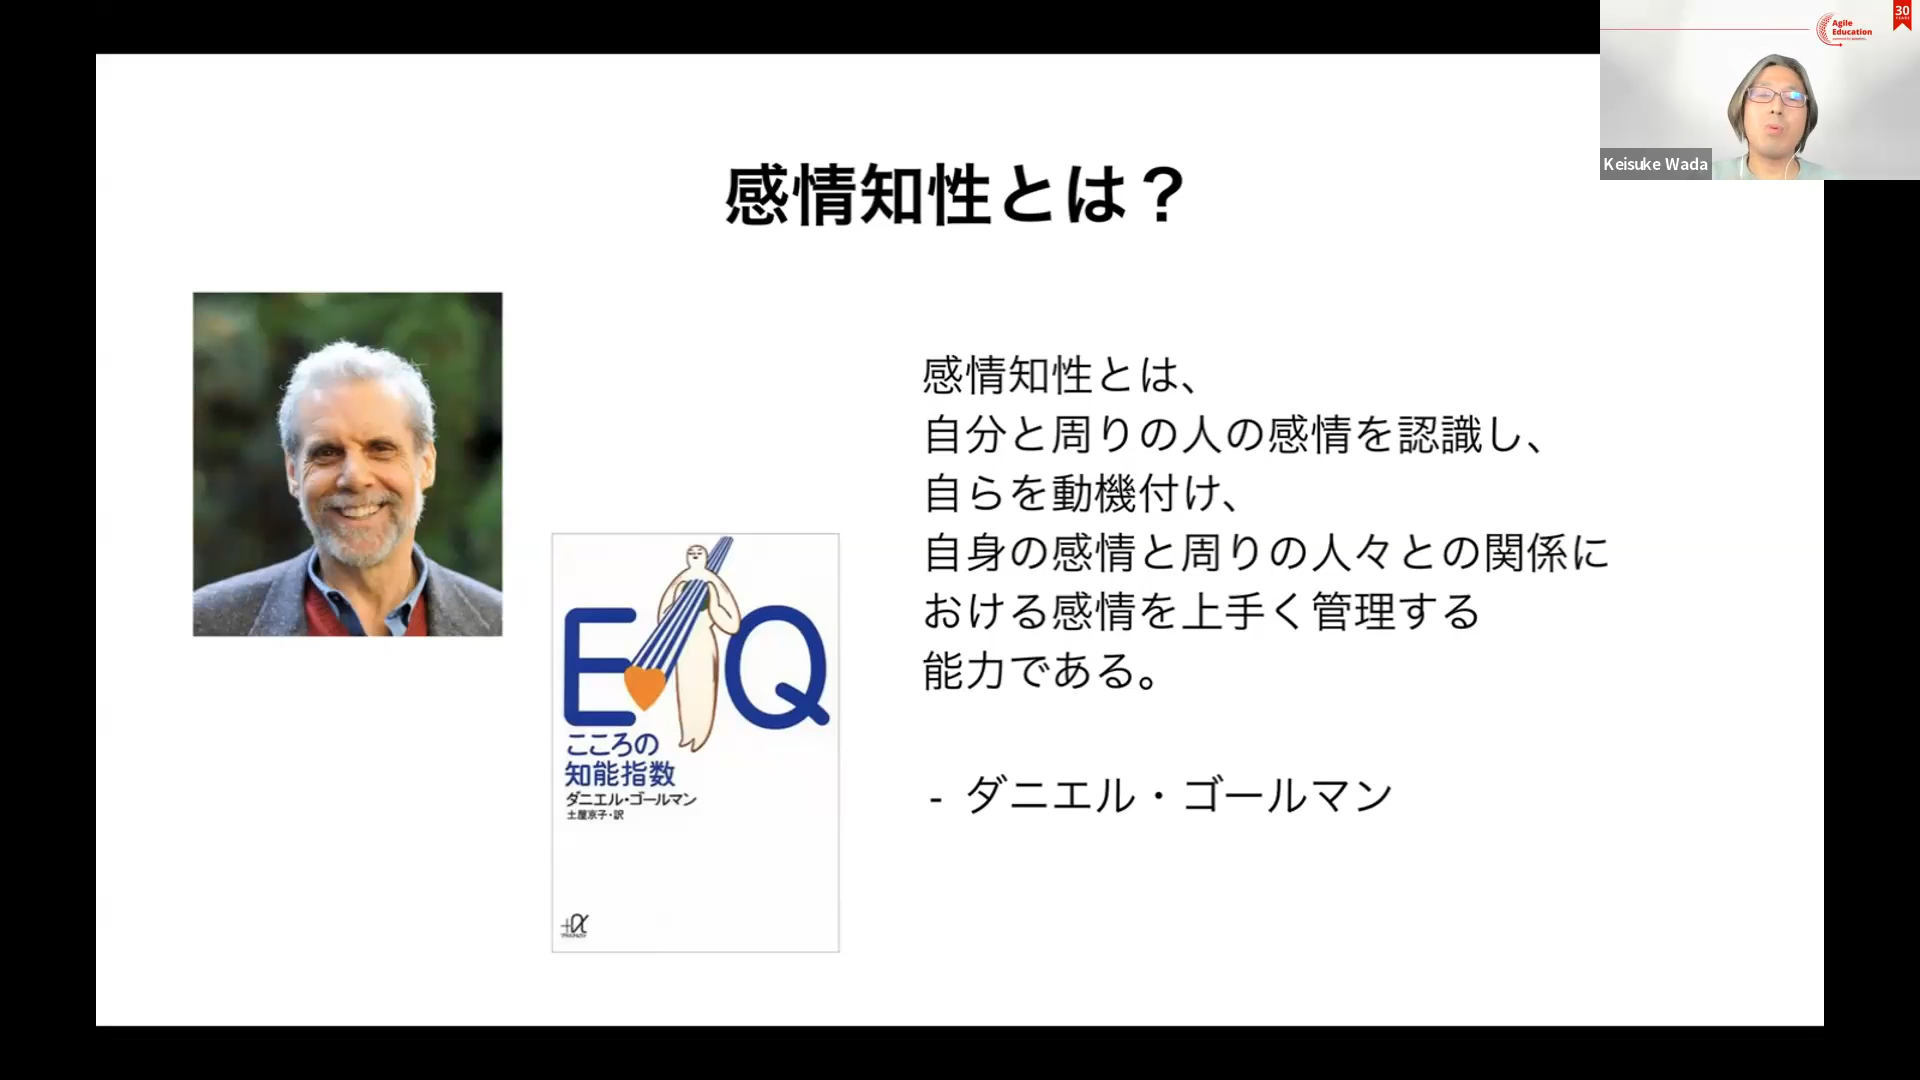 30
YEARS
Agile
Education
Keisuke Wada
感情知性とは？
感情知性とは、
自分と周りの人の感情を認識し、
自らを動機付け、
自身の感情と周りの人々との関係に
おける感情を上手く管理する
能力である。
- ダニエル・ゴールマン
EQ
こころの
知能指数
ダニエル・ゴールマン
土屋京子・訳
+α